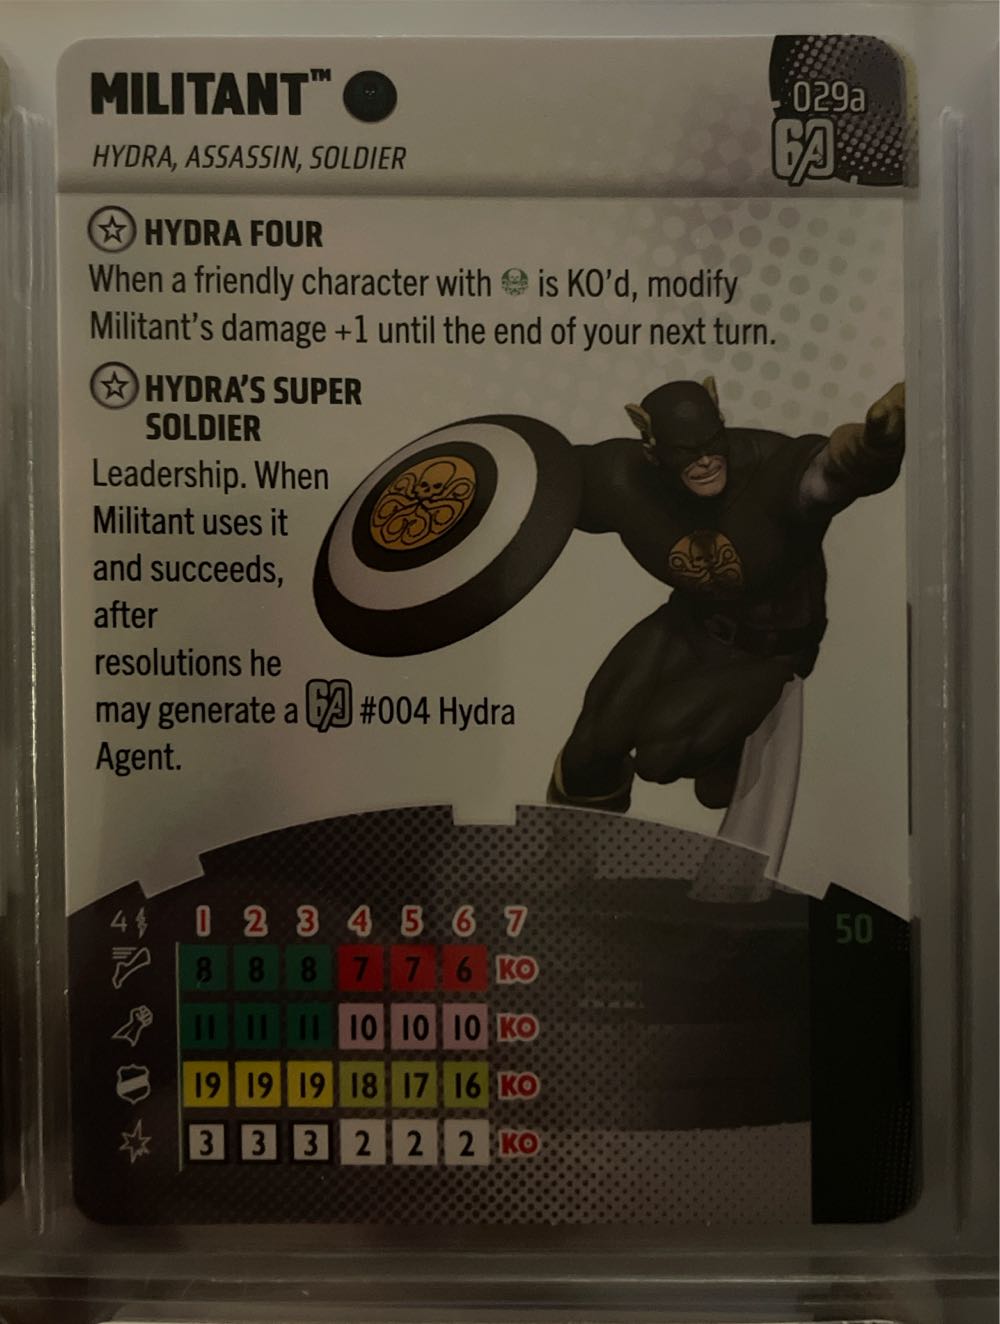 MILITANT™
029a
HYDRA, ASSASSIN, SOLDIER
60
HYDRA FOUR
When a friendly character with is KO'd, modify
Militant's damage +1 until the end of your next turn.
HYDRA'S SUPER
SOLDIER
Leadership. When
Militant uses it
and succeeds,
after
resolutions he
may generate a 60 #004 Hydra
Agent.
4 1 2 3 4 5 6 7 50
8 8 8 7 7 6 KO
11 11 11 10 10 10 KO
19 19 19 18 17 16 KO
3 3 3 2 2 2 KO